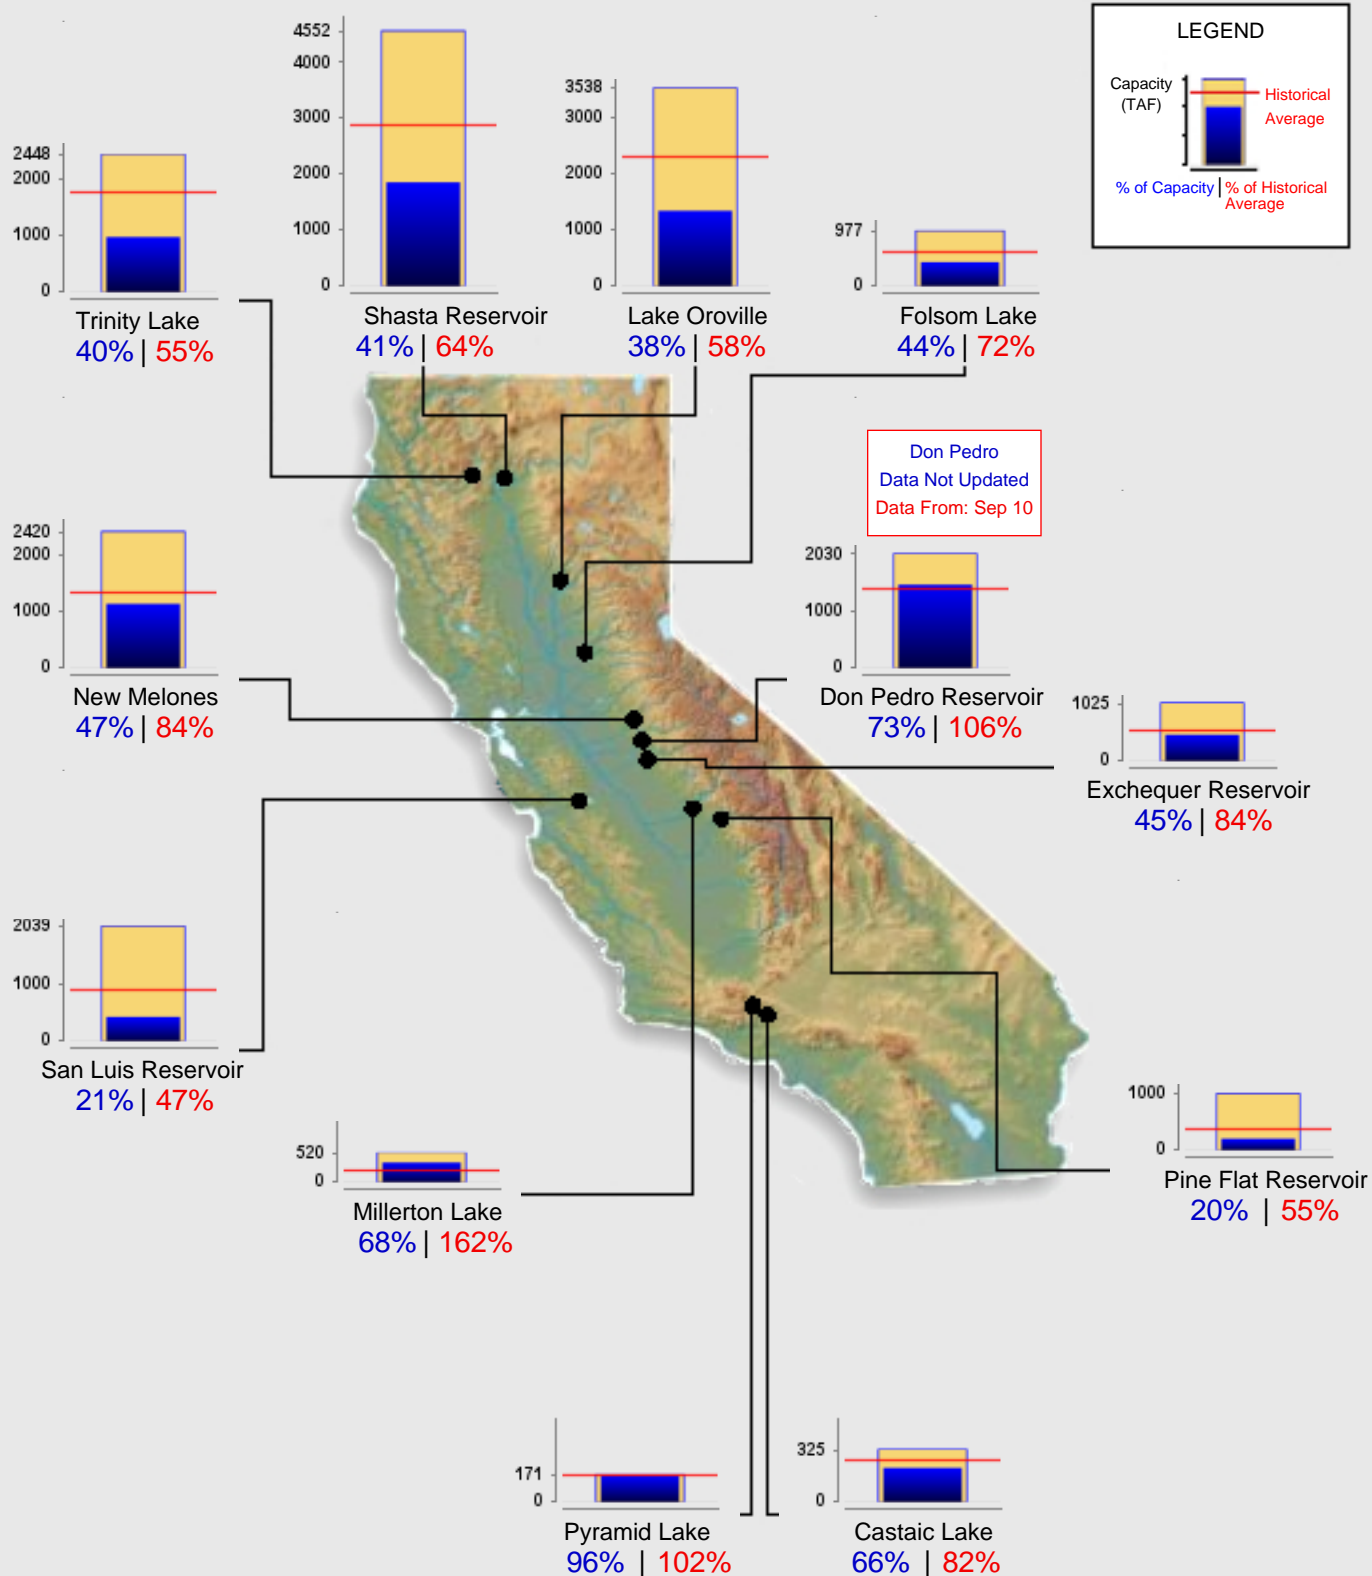 LEGEND
Capacity
(TAF)
Historical
Average
% of Capacity | % of Historical
Average
4552
4000
3000
2000
1000
0
Shasta Reservoir
41% | 64%
3538
3000
2000
1000
0
Lake Oroville
38% | 58%
2448
2000
1000
0
Trinity Lake
40% | 55%
977
0
Folsom Lake
44% | 72%
Don Pedro
Data Not Updated
Data From: Sep 10
2420
2000
1000
0
New Melones
47% | 84%
2030
1000
0
Don Pedro Reservoir
73% | 106%
1025
0
Exchequer Reservoir
45% | 84%
2039
1000
0
San Luis Reservoir
21% | 47%
1000
0
Pine Flat Reservoir
20% | 55%
520
0
Millerton Lake
68% | 162%
171
0
Pyramid Lake
96% | 102%
325
0
Castaic Lake
66% | 82%